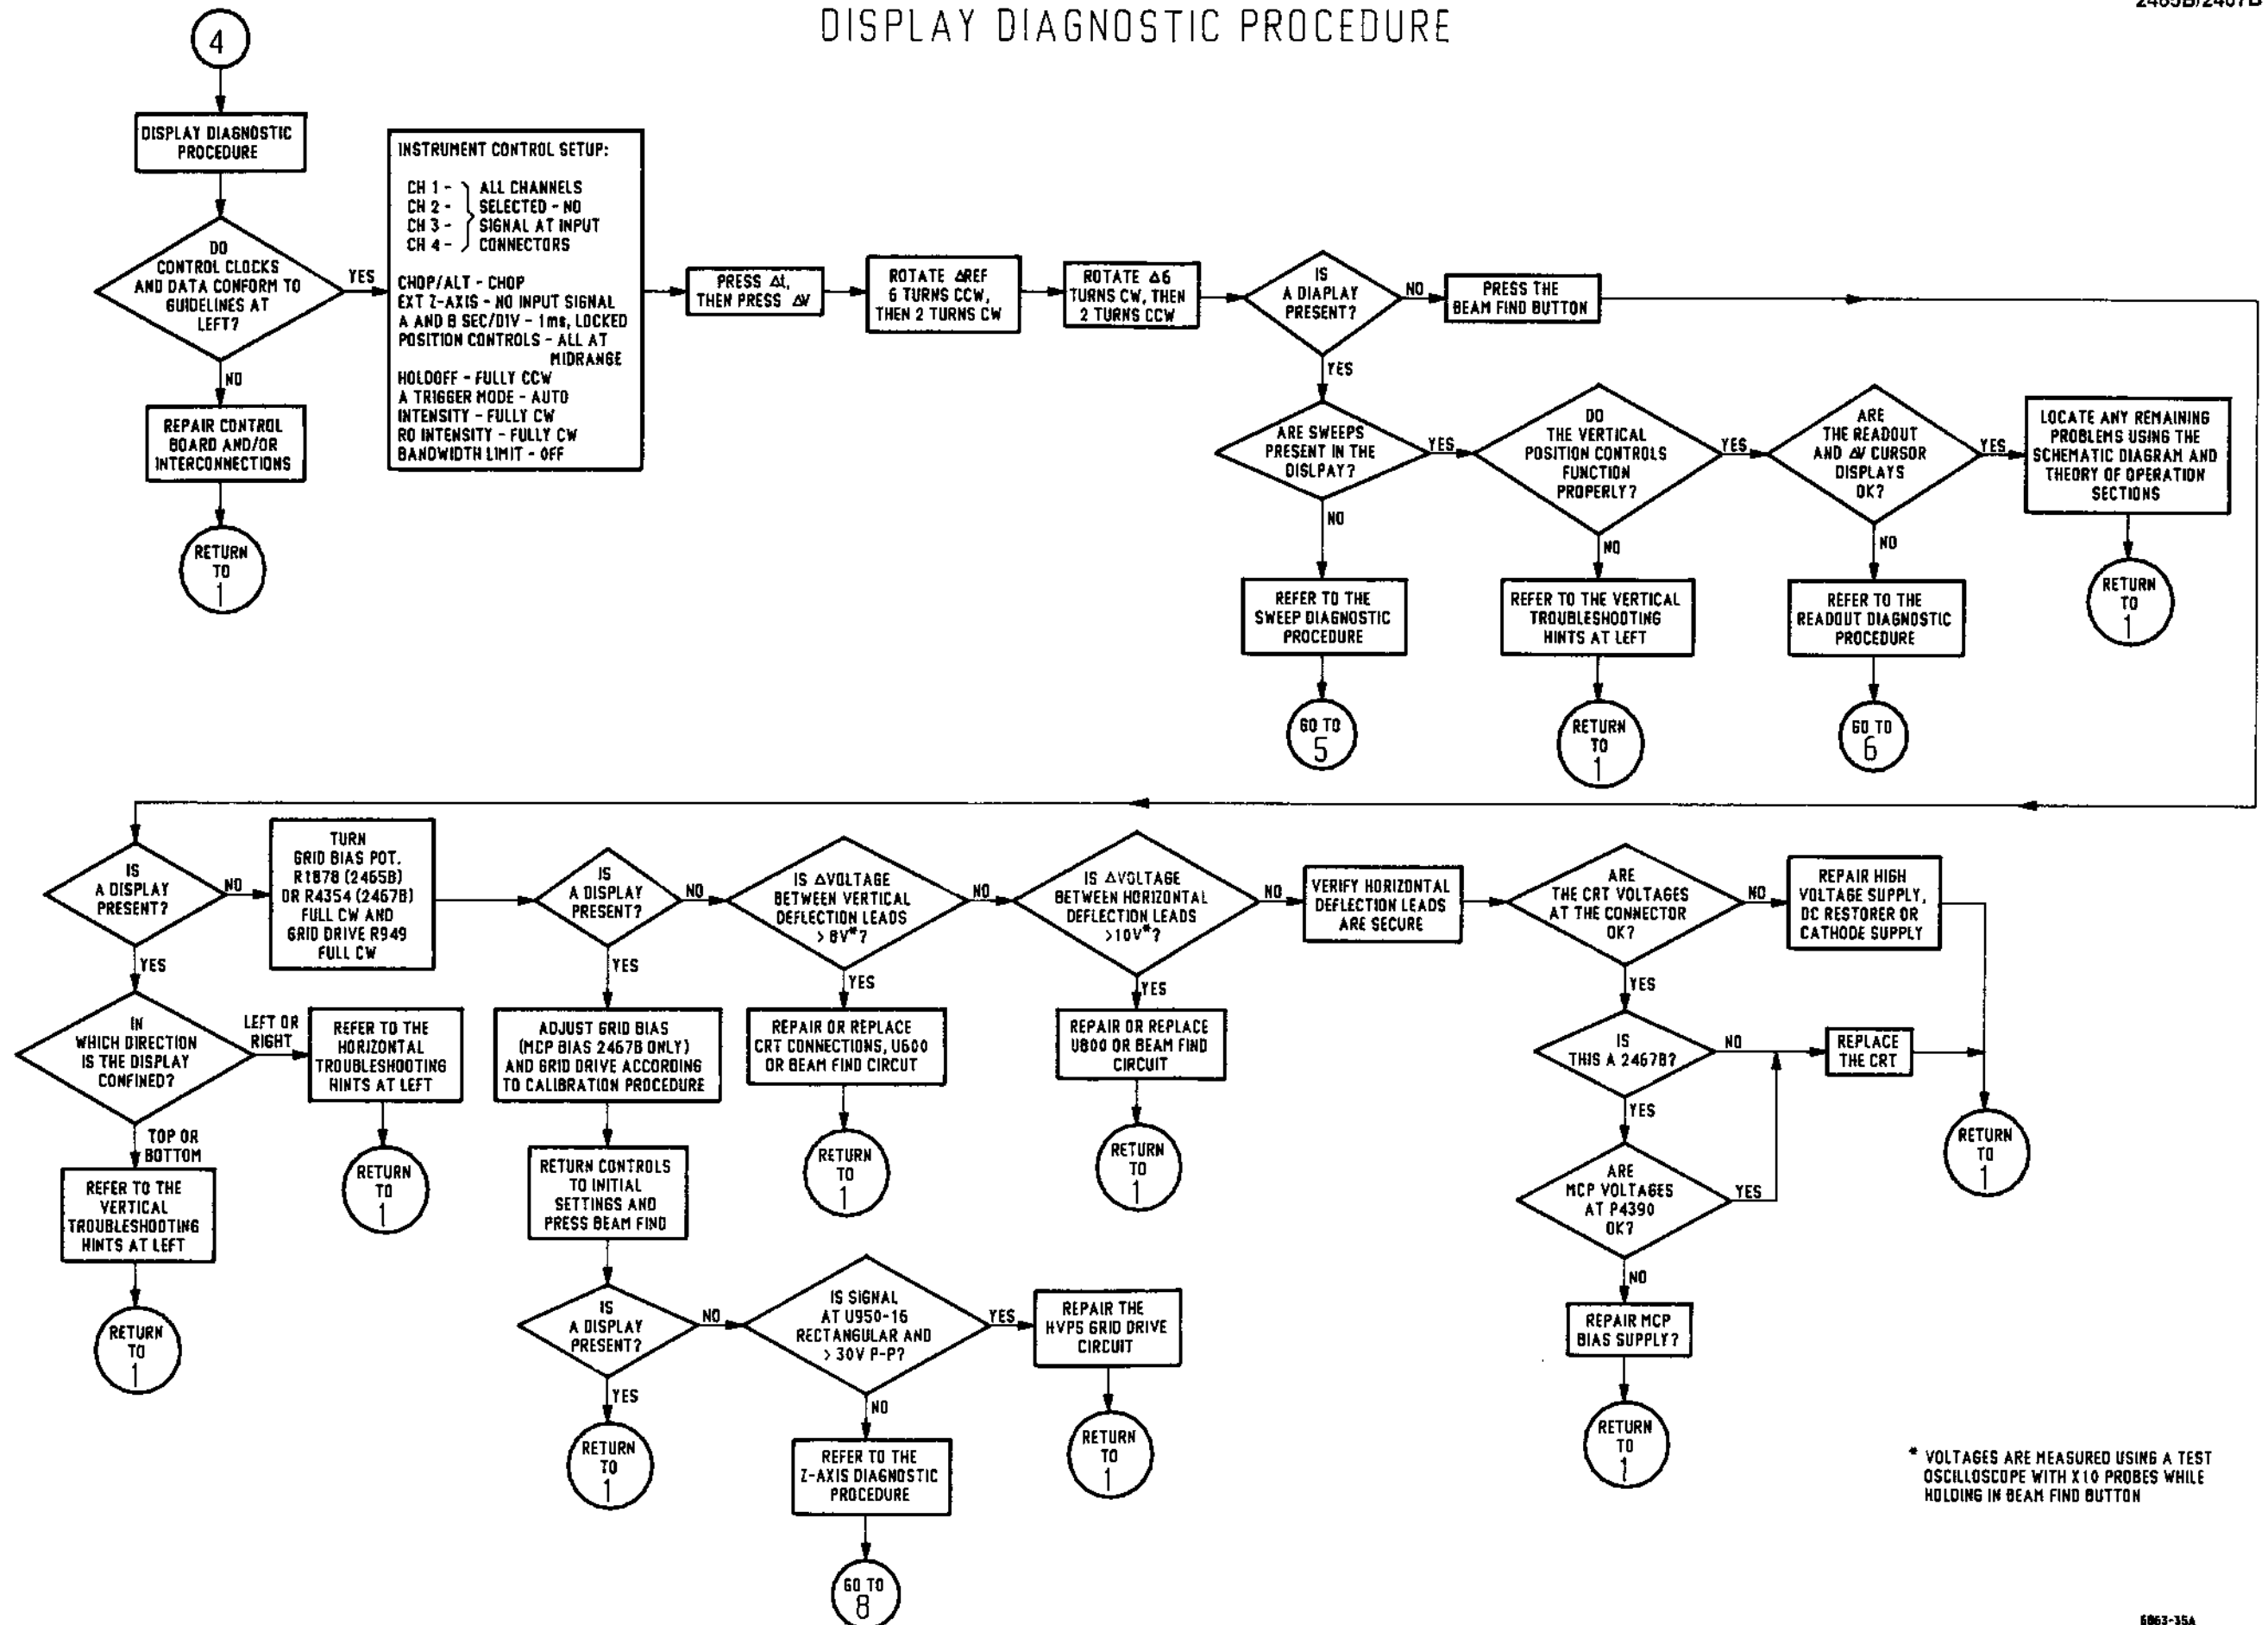 2465B/2467B
DISPLAY DIAGNOSTIC PROCEDURE
4
DISPLAY DIAGNOSTIC
PROCEDURE
DO
CONTROL CLOCKS
AND DATA CONFORM TO
GUIDELINES AT
LEFT?
YES
NO
REPAIR CONTROL
BOARD AND/OR
INTERCONNECTIONS
RETURN
TO
1
INSTRUMENT CONTROL SETUP:
CH 1 - } ALL CHANNELS
CH 2 - } SELECTED - NO
CH 3 - } SIGNAL AT INPUT
CH 4 - } CONNECTORS
CHOP/ALT - CHOP
EXT Z-AXIS - NO INPUT SIGNAL
A AND B SEC/DIV - 1ms, LOCKED
POSITION CONTROLS - ALL AT
MIDRANGE
HOLDOFF - FULLY CCW
A TRIGGER MODE - AUTO
INTENSITY - FULLY CW
RO INTENSITY - FULLY CW
BANDWIDTH LIMIT - OFF
PRESS Δt,
THEN PRESS ΔV
ROTATE ΔREF
6 TURNS CCW,
THEN 2 TURNS CW
ROTATE Δ6
TURNS CW, THEN
2 TURNS CCW
IS
A DIAPLAY
PRESENT?
NO
PRESS THE
BEAM FIND BUTTON
YES
ARE SWEEPS
PRESENT IN THE
DISLPAY?
YES
DO
THE VERTICAL
POSITION CONTROLS
FUNCTION
PROPERLY?
YES
ARE
THE READOUT
AND ΔV CURSOR
DISPLAYS
OK?
YES
LOCATE ANY REMAINING
PROBLEMS USING THE
SCHEMATIC DIAGRAM AND
THEORY OF OPERATION
SECTIONS
RETURN
TO
1
NO
REFER TO THE
SWEEP DIAGNOSTIC
PROCEDURE
GO TO
5
NO
REFER TO THE VERTICAL
TROUBLESHOOTING
HINTS AT LEFT
RETURN
TO
1
NO
REFER TO THE
READOUT DIAGNOSTIC
PROCEDURE
GO TO
6
IS
A DISPLAY
PRESENT?
NO
TURN
GRID BIAS POT.
R1878 (2465B)
OR R4354 (2467B)
FULL CW AND
GRID DRIVE R949
FULL CW
YES
IN
WHICH DIRECTION
IS THE DISPLAY
CONFINED?
LEFT OR
RIGHT
REFER TO THE
HORIZONTAL
TROUBLESHOOTING
HINTS AT LEFT
RETURN
TO
1
TOP OR
BOTTOM
REFER TO THE
VERTICAL
TROUBLESHOOTING
HINTS AT LEFT
RETURN
TO
1
IS
A DISPLAY
PRESENT?
NO
YES
ADJUST GRID BIAS
(MCP BIAS 2467B ONLY)
AND GRID DRIVE ACCORDING
TO CALIBRATION PROCEDURE
RETURN CONTROLS
TO INITIAL
SETTINGS AND
PRESS BEAM FIND
IS
A DISPLAY
PRESENT?
YES
RETURN
TO
1
NO
IS SIGNAL
AT U950-16
RECTANGULAR AND
> 30V P-P?
YES
REPAIR THE
HVPS GRID DRIVE
CIRCUIT
RETURN
TO
1
NO
REFER TO THE
Z-AXIS DIAGNOSTIC
PROCEDURE
GO TO
8
IS ΔVOLTAGE
BETWEEN VERTICAL
DEFLECTION LEADS
> 8V*?
NO
YES
REPAIR OR REPLACE
CRT CONNECTIONS, U600
OR BEAM FIND CIRCUT
RETURN
TO
1
IS ΔVOLTAGE
BETWEEN HORIZONTAL
DEFLECTION LEADS
>10V*?
NO
YES
REPAIR OR REPLACE
U800 OR BEAM FIND
CIRCUIT
RETURN
TO
1
VERIFY HORIZONTAL
DEFLECTION LEADS
ARE SECURE
ARE
THE CRT VOLTAGES
AT THE CONNECTOR
OK?
NO
REPAIR HIGH
VOLTAGE SUPPLY,
DC RESTORER OR
CATHODE SUPPLY
YES
IS
THIS A 2467B?
NO
REPLACE
THE CRT
RETURN
TO
1
YES
ARE
MCP VOLTAGES
AT P4390
OK?
YES
NO
REPAIR MCP
BIAS SUPPLY?
RETURN
TO
1
* VOLTAGES ARE MEASURED USING A TEST
OSCILLOSCOPE WITH X10 PROBES WHILE
HOLDING IN BEAM FIND BUTTON
6863-35A